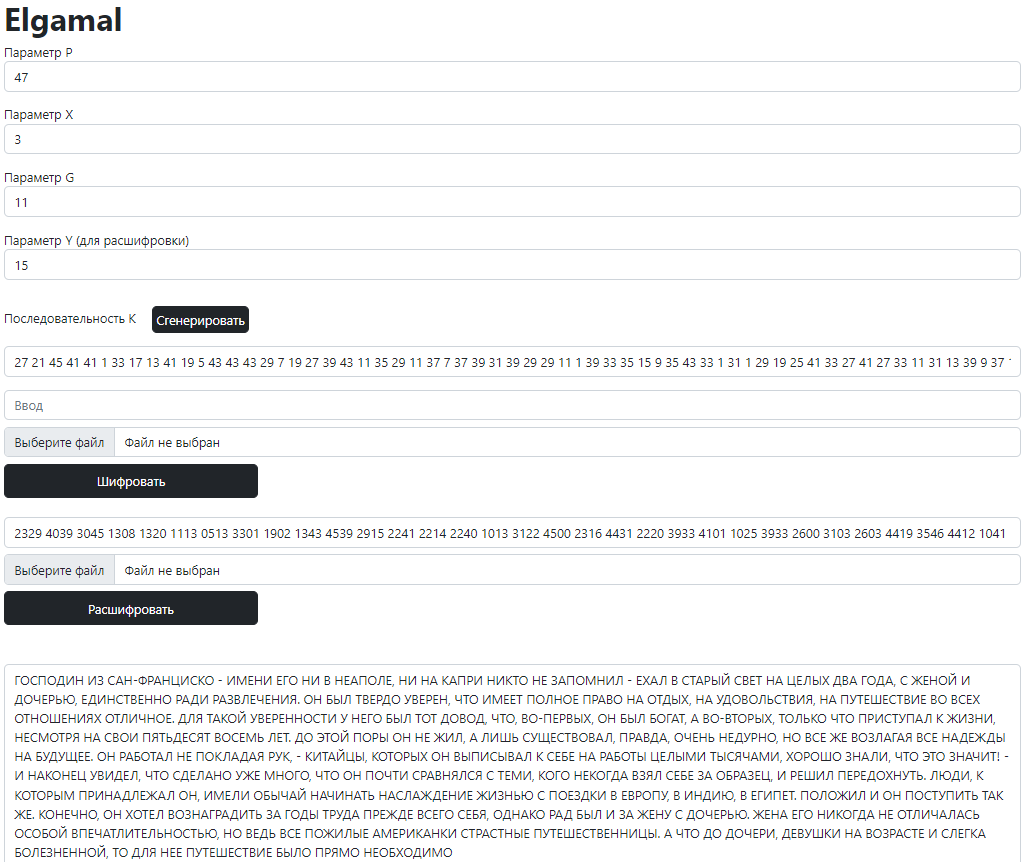 Elgamal
Параметр P
47
Параметр X
3
Параметр G
11
Параметр Y (для расшифровки)
15
Последовательность К Сгенерировать
27 21 45 41 41 1 33 17 13 41 19 5 43 43 43 29 7 19 27 39 43 11 35 29 11 37 7 37 39 31 39 29 29 11 1 39 33 35 15 9 35 43 33 1 31 1 29 19 25 41 33 27 41 27 33 11 31 13 39 9 37
Ввод
Выберите файл Файл не выбран
Шифровать
2329 4039 3045 1308 1320 1113 0513 3301 1902 1343 4539 2915 2241 2214 2240 1013 3122 4500 2316 4431 2220 3933 4101 1025 3933 2600 3103 2603 4419 3546 4412 1041
Выберите файл Файл не выбран
Расшифровать
ГОСПОДИН ИЗ САН-ФРАНЦИСКО - ИМЕНИ ЕГО НИ В НЕАПОЛЕ, НИ НА КАПРИ НИКТО НЕ ЗАПОМНИЛ - ЕХАЛ В СТАРЫЙ СВЕТ НА ЦЕЛЫХ ДВА ГОДА, С ЖЕНОЙ И
ДОЧЕРЬЮ, ЕДИНСТВЕННО РАДИ РАЗВЛЕЧЕНИЯ. ОН БЫЛ ТВЕРДО УВЕРЕН, ЧТО ИМЕЕТ ПОЛНОЕ ПРАВО НА ОТДЫХ, НА УДОВОЛЬСТВИЯ, НА ПУТЕШЕСТВИЕ ВО ВСЕХ
ОТНОШЕНИЯХ ОТЛИЧНОЕ. ДЛЯ ТАКОЙ УВЕРЕННОСТИ У НЕГО БЫЛ ТОТ ДОВОД, ЧТО, ВО-ПЕРВЫХ, ОН БЫЛ БОГАТ, А ВО-ВТОРЫХ, ТОЛЬКО ЧТО ПРИСТУПАЛ К ЖИЗНИ,
НЕСМОТРЯ НА СВОИ ПЯТЬДЕСЯТ ВОСЕМЬ ЛЕТ. ДО ЭТОЙ ПОРЫ ОН НЕ ЖИЛ, А ЛИШЬ СУЩЕСТВОВАЛ, ПРАВДА, ОЧЕНЬ НЕДУРНО, НО ВСЕ ЖЕ ВОЗЛАГАЯ ВСЕ НАДЕЖДЫ
НА БУДУЩЕЕ. ОН РАБОТАЛ НЕ ПОКЛАДАЯ РУК, - КИТАЙЦЫ, КОТОРЫХ ОН ВЫПИСЫВАЛ К СЕБЕ НА РАБОТЫ ЦЕЛЫМИ ТЫСЯЧАМИ, ХОРОШО ЗНАЛИ, ЧТО ЭТО ЗНАЧИТ! -
И НАКОНЕЦ УВИДЕЛ, ЧТО СДЕЛАНО УЖЕ МНОГО, ЧТО ОН ПОЧТИ СРАВНЯЛСЯ С ТЕМИ, КОГО НЕКОГДА ВЗЯЛ СЕБЕ ЗА ОБРАЗЕЦ, И РЕШИЛ ПЕРЕДОХНУТЬ. ЛЮДИ, К
КОТОРЫМ ПРИНАДЛЕЖАЛ ОН, ИМЕЛИ ОБЫЧАЙ НАЧИНАТЬ НАСЛАЖДЕНИЕ ЖИЗНЬЮ С ПОЕЗДКИ В ЕВРОПУ, В ИНДИЮ, В ЕГИПЕТ. ПОЛОЖИЛ И ОН ПОСТУПИТЬ ТАК
ЖЕ. КОНЕЧНО, ОН ХОТЕЛ ВОЗНАГРАДИТЬ ЗА ГОДЫ ТРУДА ПРЕЖДЕ ВСЕГО СЕБЯ, ОДНАКО РАД БЫЛ И ЗА ЖЕНУ С ДОЧЕРЬЮ. ЖЕНА ЕГО НИКОГДА НЕ ОТЛИЧАЛАСЬ
ОСОБОЙ ВПЕЧАТЛИТЕЛЬНОСТЬЮ, НО ВЕДЬ ВСЕ ПОЖИЛЫЕ АМЕРИКАНКИ СТРАСТНЫЕ ПУТЕШЕСТВЕННИЦЫ. А ЧТО ДО ДОЧЕРИ, ДЕВУШКИ НА ВОЗРАСТЕ И СЛЕГКА
БОЛЕЗНЕННОЙ, ТО ДЛЯ НЕЕ ПУТЕШЕСТВИЕ БЫЛО ПРЯМО НЕОБХОДИМО